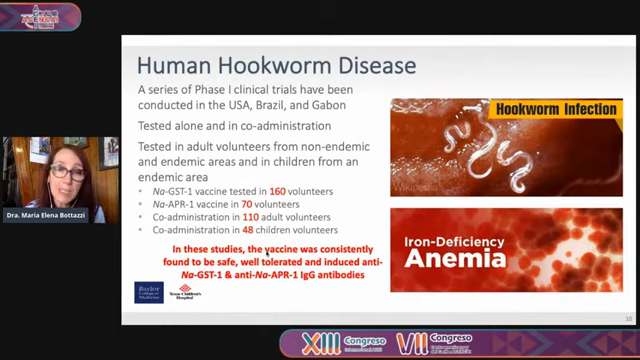 Human Hookworm Disease
A series of Phase I clinical trials have been
conducted in the USA, Brazil, and Gabon
Tested alone and in co-administration
Tested in adult volunteers from non-endemic
and endemic areas and in children from an
endemic area
• Na-GST-1 vaccine tested in 160 volunteers
• Na-APR-1 vaccine in 70 volunteers
• Co-administration in 110 adult volunteers
• Co-administration in 48 children volunteers
In these studies, the vaccine was consistently
found to be safe, well tolerated and induced anti-
Na-GST-1 & anti-Na-APR-1 IgG antibodies
Hookworm Infection
Wikipedia
Iron-Deficiency
Anemia
Baylor
College of
Medicine
Texas Children's
Hospital
10
Dra. Maria Elena Bottazzi
XIII Congreso
VII Congreso